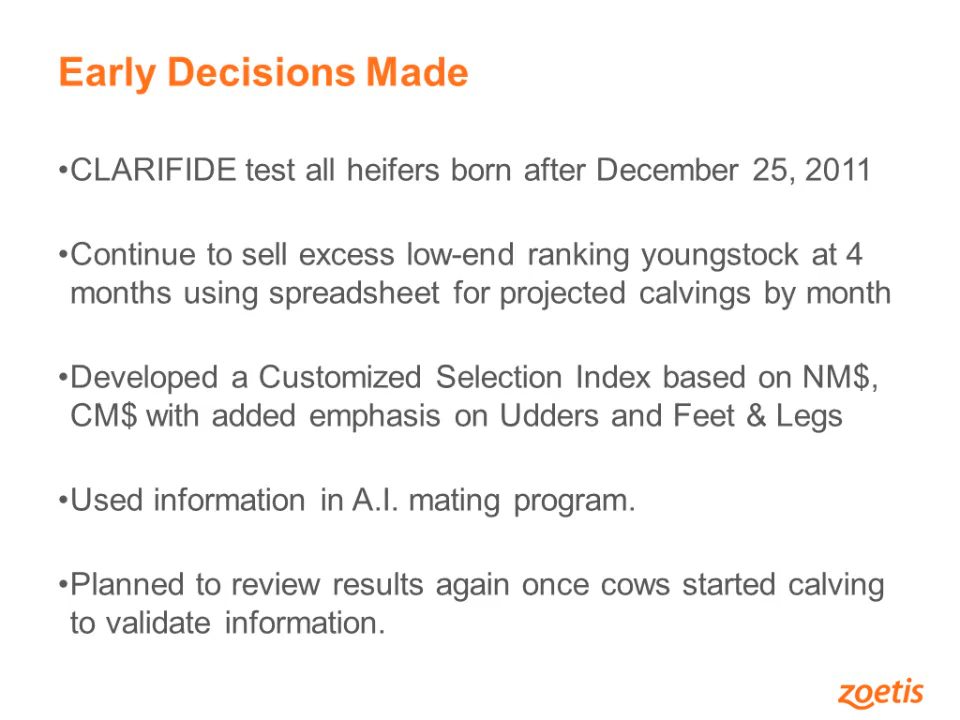 Early Decisions Made
•CLARIFIDE test all heifers born after December 25, 2011
•Continue to sell excess low-end ranking youngstock at 4
months using spreadsheet for projected calvings by month
•Developed a Customized Selection Index based on NM$,
CM$ with added emphasis on Udders and Feet & Legs
•Used information in A.I. mating program.
•Planned to review results again once cows started calving
to validate information.
zoetis